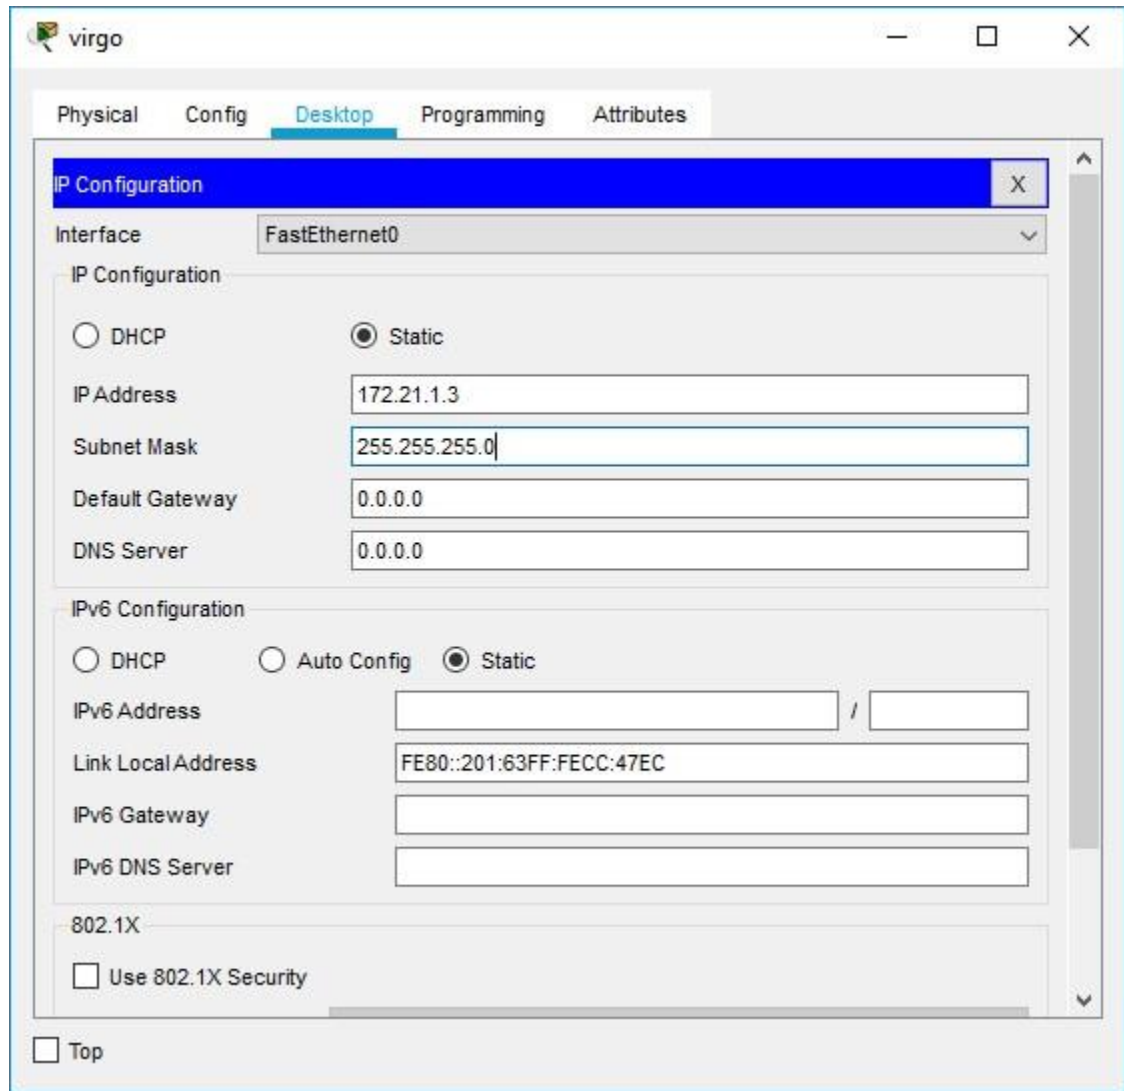 virgo
Physical Config Desktop Programming Attributes
IP Configuration X
Interface FastEthernet0
IP Configuration
DHCP Static
IP Address 172.21.1.3
Subnet Mask 255.255.255.0
Default Gateway 0.0.0.0
DNS Server 0.0.0.0
IPv6 Configuration
DHCP Auto Config Static
IPv6 Address /
Link Local Address FE80::201:63FF:FECC:47EC
IPv6 Gateway
IPv6 DNS Server
802.1X
Use 802.1X Security
Top